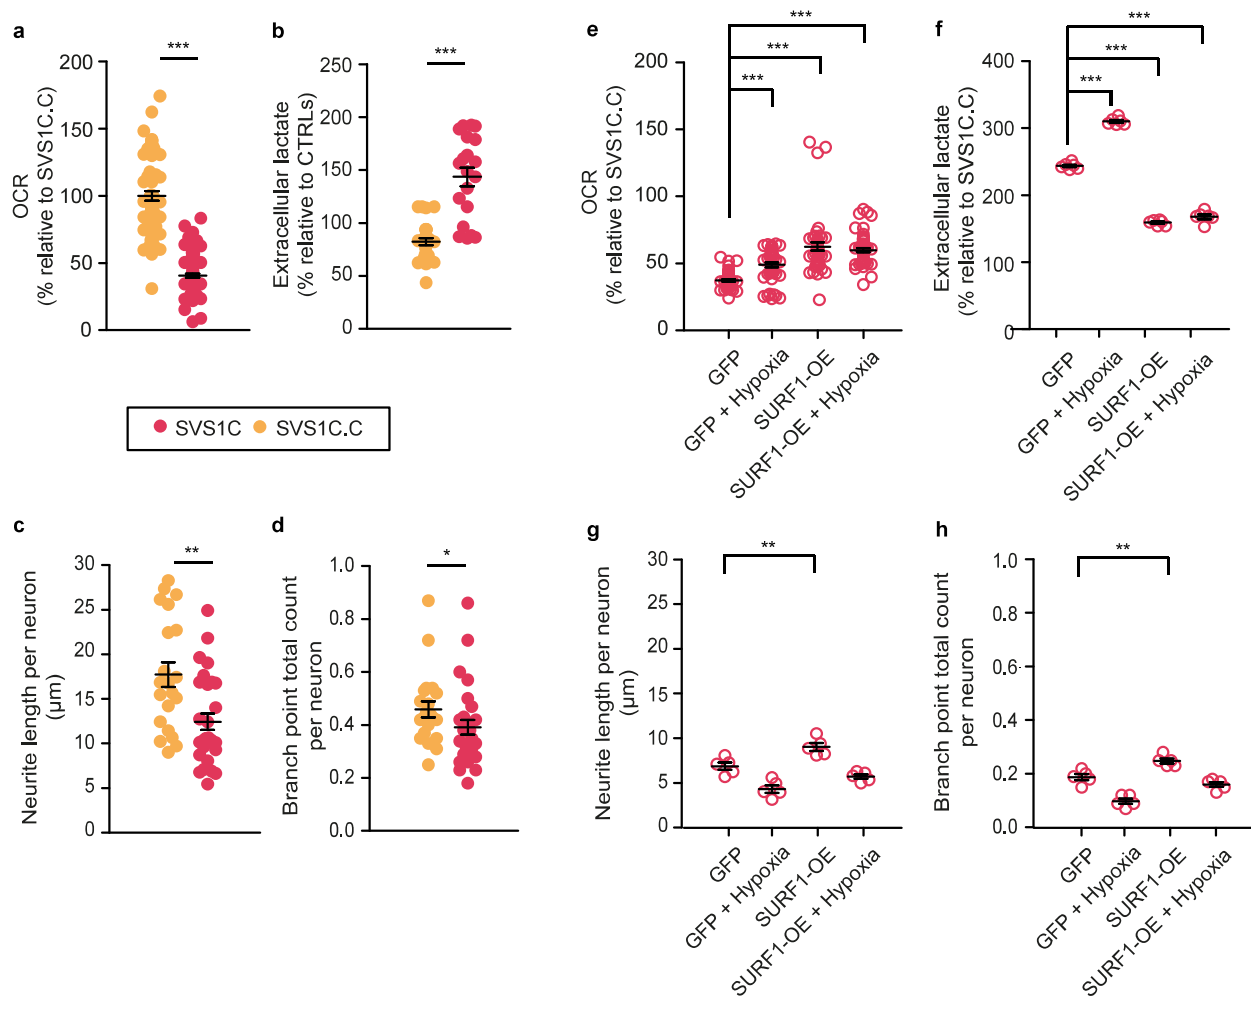 a
***
OCR
(% relative to SVS1C.C)
200
150
100
50
0
b
***
Extracellular lactate
(% relative to CTRLs)
250
200
150
100
50
0
SVS1C SVS1C.C
c
**
Neurite length per neuron
(µm)
30
25
20
15
10
5
0
d
*
Branch point total count
per neuron
1.0
0.8
0.6
0.4
0.2
0.0
e
***
***
***
OCR
(% relative to SVS1C.C)
200
150
100
50
0
GFP
GFP + Hypoxia
SURF1-OE
SURF1-OE + Hypoxia
f
***
***
***
Extracellular lactate
(% relative to SVS1C.C)
400
300
200
100
0
GFP
GFP + Hypoxia
SURF1-OE
SURF1-OE + Hypoxia
g
**
Neurite length per neuron
(µm)
30
25
20
15
10
5
0
GFP
GFP + Hypoxia
SURF1-OE
SURF1-OE + Hypoxia
h
**
Branch point total count
per neuron
1.0
0.8
0.6
0.4
0.2
0.0
GFP
GFP + Hypoxia
SURF1-OE
SURF1-OE + Hypoxia